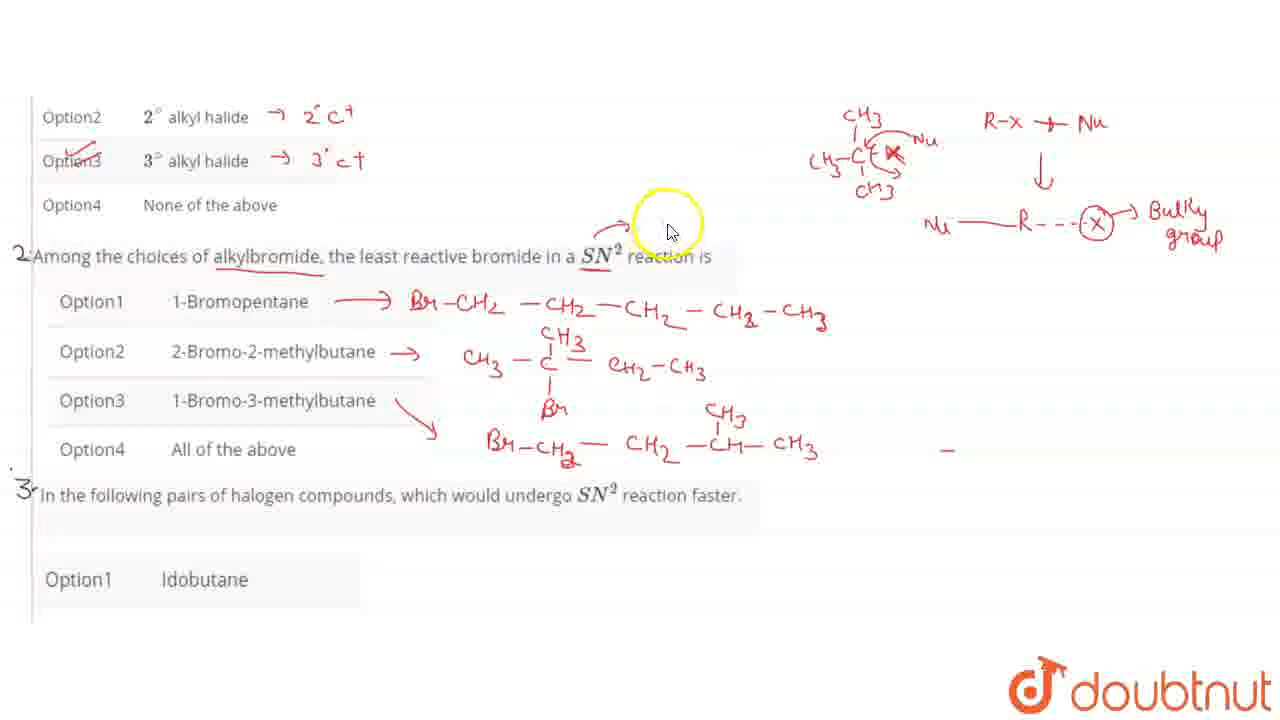 Option2 2° alkyl halide → 2° C+
Option3 3° alkyl halide → 3° C+
Option4 None of the above
CH3
CH3-C-X Nu
CH3
R-X + Nu
Nu — R---X → Bulky group
2 Among the choices of alkylbromide, the least reactive bromide in a SN² reaction is
Option1 1-Bromopentane → Br-CH2 - CH2 - CH2 - CH2 - CH3
CH3
Option2 2-Bromo-2-methylbutane → CH3 - C - CH2-CH3
Br
Option3 1-Bromo-3-methylbutane
CH3
Br-CH2 - CH2 - CH - CH3
Option4 All of the above
3. In the following pairs of halogen compounds, which would undergo SN² reaction faster.
Option1 Idobutane
doubtnut